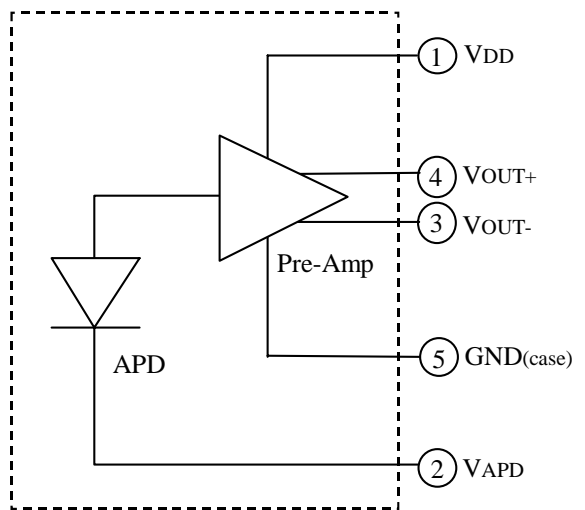 1 VDD
4 VOUT+
3 VOUT-
Pre-Amp
5 GND(case)
APD
2 VAPD